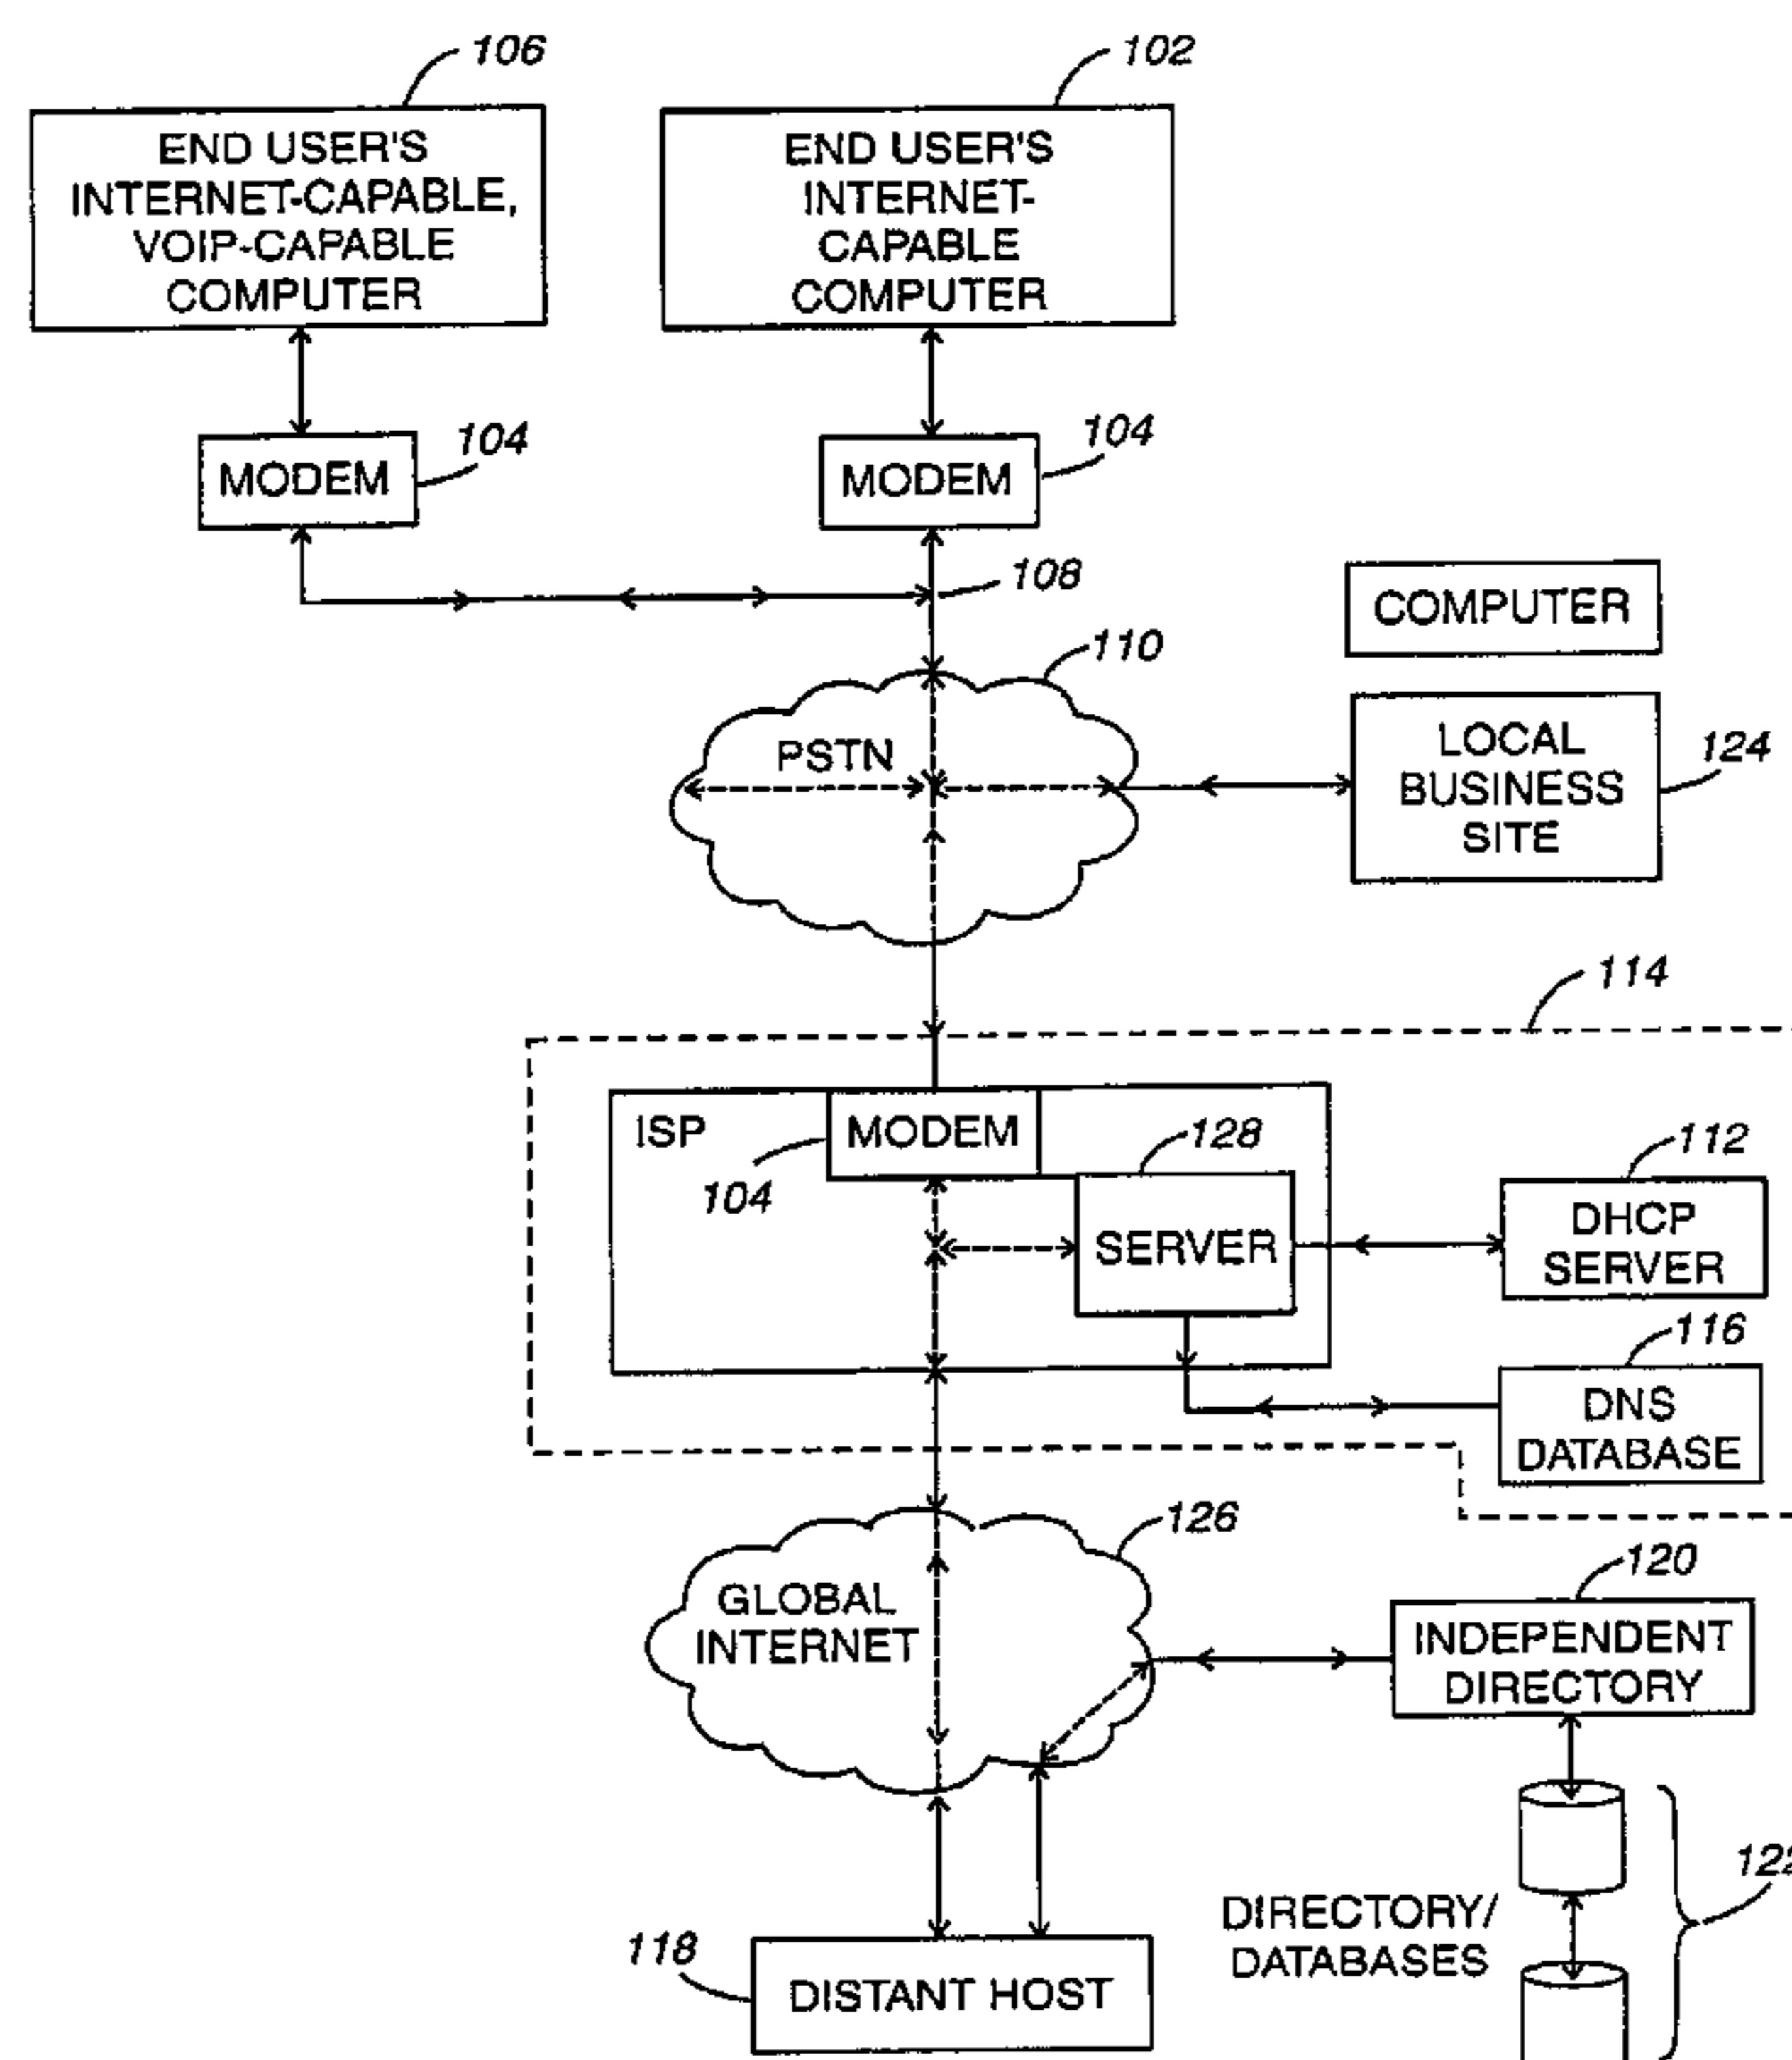 106
102
END USER'S
INTERNET-CAPABLE,
VOIP-CAPABLE
COMPUTER
END USER'S
INTERNET-
CAPABLE
COMPUTER
MODEM
104
MODEM
104
108
COMPUTER
110
PSTN
LOCAL
BUSINESS
SITE
124
114
ISP
MODEM
104
128
SERVER
112
DHCP
SERVER
116
DNS
DATABASE
126
GLOBAL
INTERNET
120
INDEPENDENT
DIRECTORY
122
DIRECTORY/
DATABASES
118
DISTANT HOST